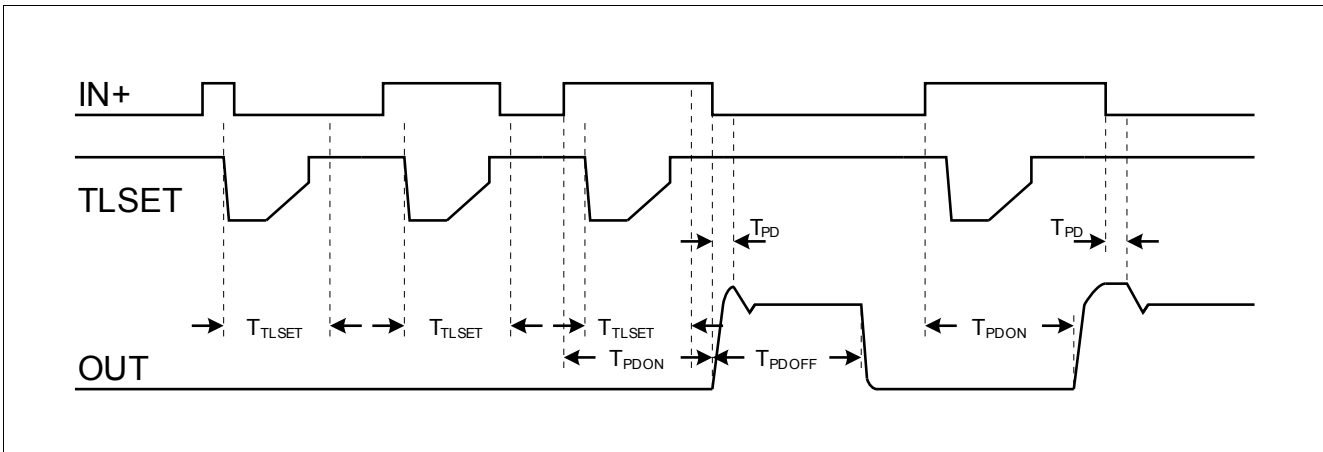 IN+
TLSET
TPD
TPD
TTLSET
TTLSET
TTLSET
TPDON
TPDON
TPDOFF
OUT